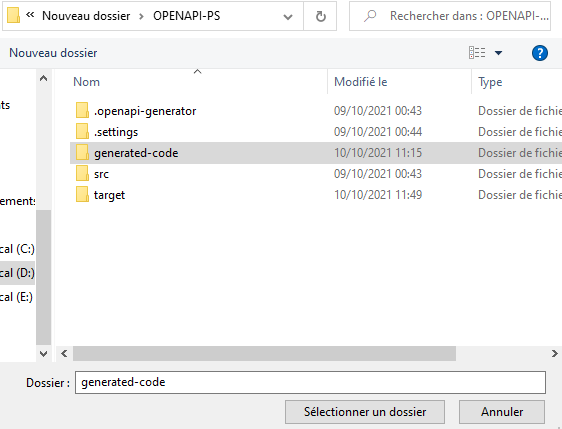 « Nouveau dossier › OPENAPI-PS
Rechercher dans : OPENAPI-...
Nouveau dossier
?
Nom
Modifié le
Type
.openapi-generator 09/10/2021 00:43 Dossier de fichie
.settings 09/10/2021 00:44 Dossier de fichie
generated-code 10/10/2021 11:15 Dossier de fichie
src 09/10/2021 00:43 Dossier de fichie
target 10/10/2021 11:49 Dossier de fichie
nts
ements
cal (C:)
cal (D:)
cal (E:)
Dossier : generated-code
Sélectionner un dossier
Annuler